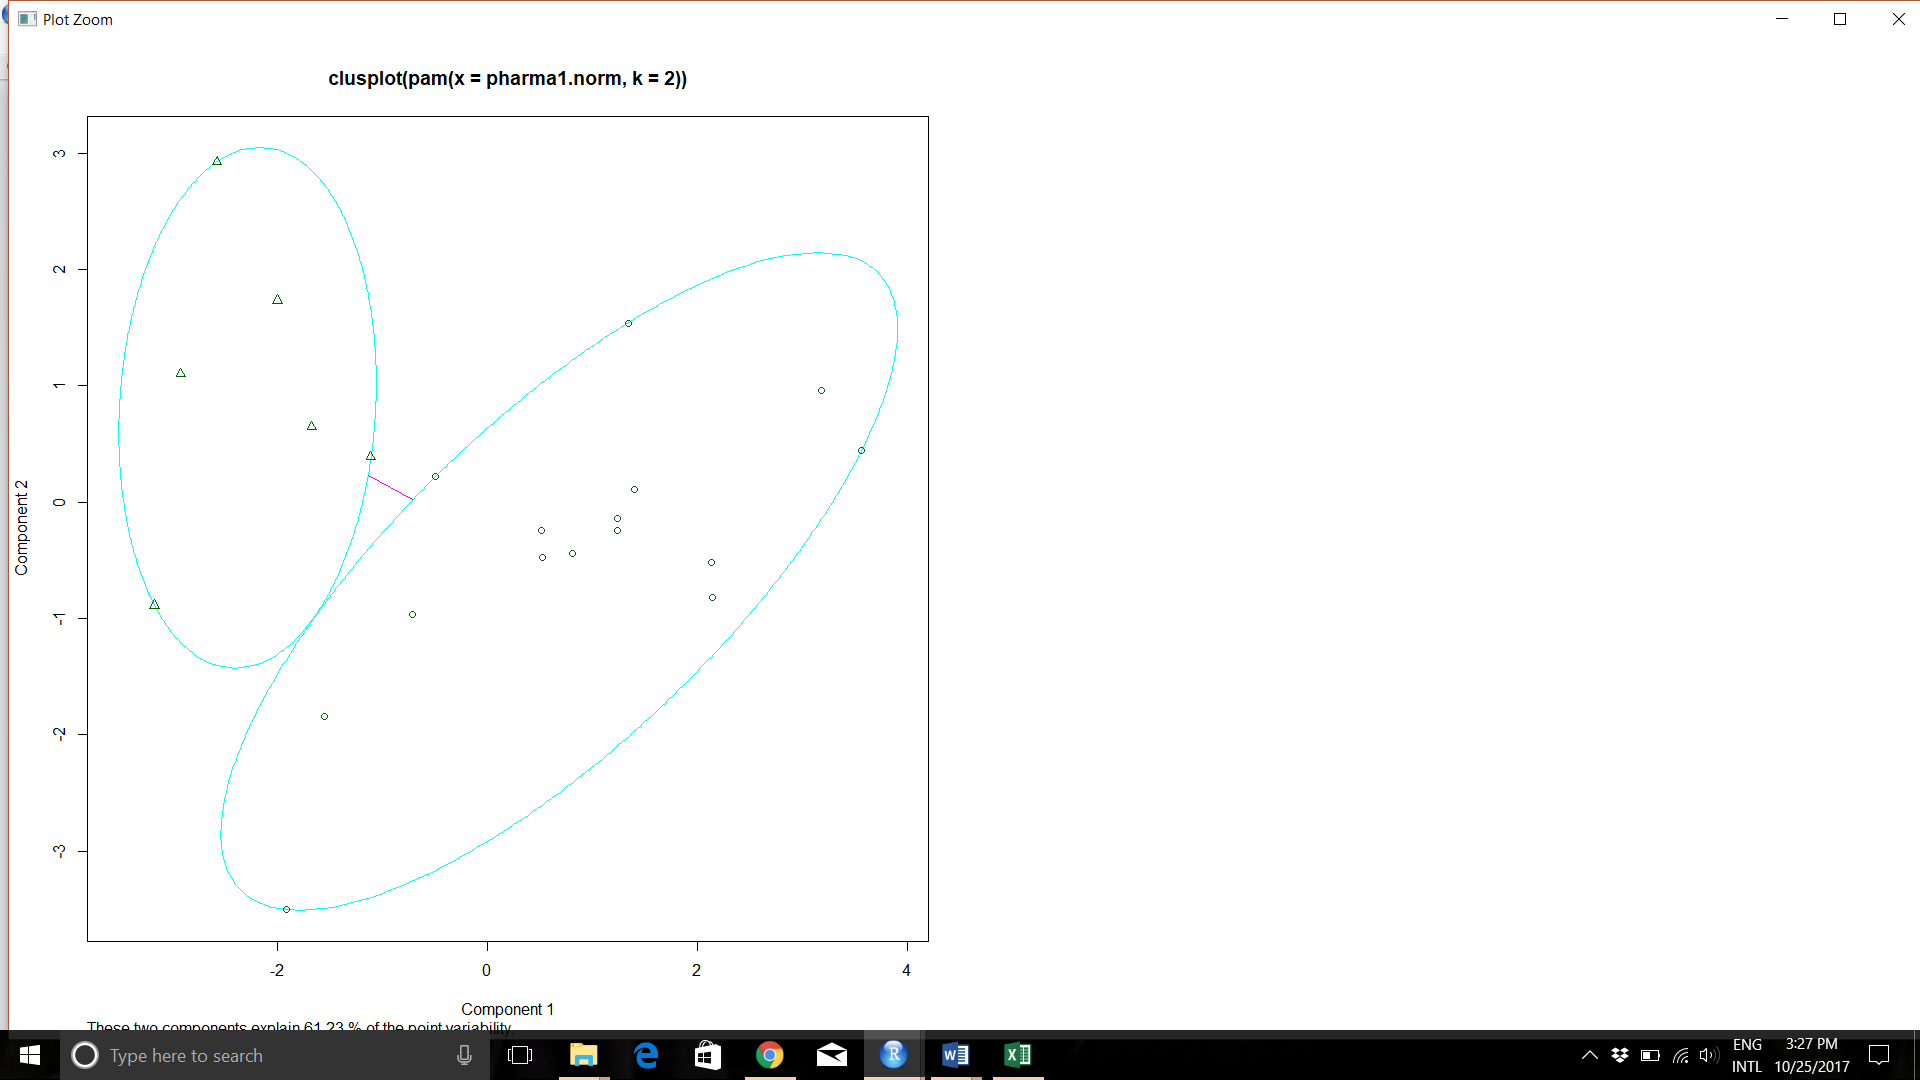 Plot Zoom
clusplot(pam(x = pharma1.norm, k = 2))
3
2
1
0
-1
-2
-3
Component 2
-2 0 2 4
Component 1
These two components explain 61.23 % of the point variability.
Type here to search
ENG
INTL
3:27 PM
10/25/2017